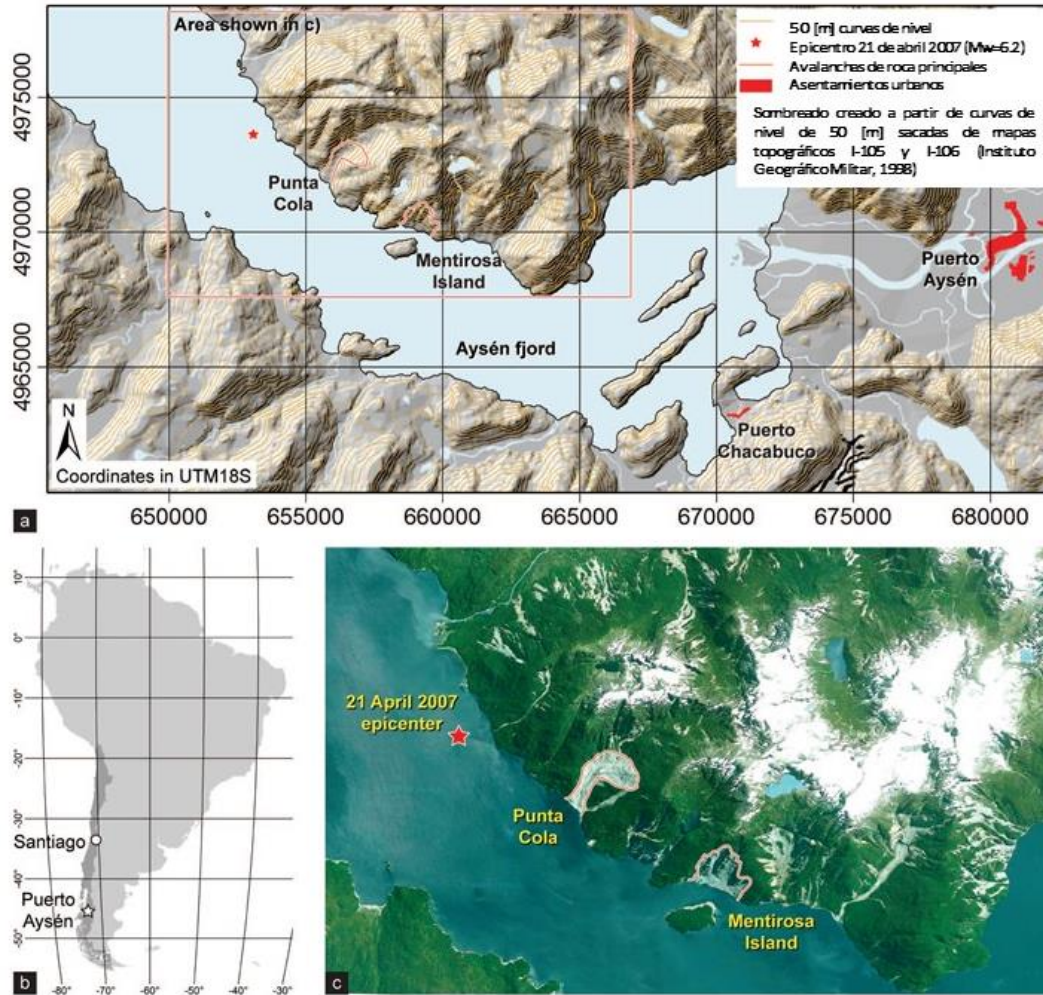 Area shown in c)
50 [m] curvas de nivel
Epicentro 21 de abril 2007 (Mw=6.2)
Avalanchas de roca principales
Asentamientos urbanos
Sombreado creado a partir de curvas de
nivel de 50 [m] sacadas de mapas
topográficos I-105 y I-106 (Instituto
Geográfico Militar, 1998)
4975000
4970000
4965000
Punta
Cola
Mentirosa
Island
Puerto
Aysén
Aysén fjord
Puerto
Chacabuco
N
Coordinates in UTM18S
a
650000 655000 660000 665000 670000 675000 680000
10°
0°
-10°
-20°
-30°
-40°
-50°
Santiago
Puerto
Aysén
b
-80° -70° -60° -50° -40° -30°
21 April 2007
epicenter
Punta
Cola
Mentirosa
Island
c